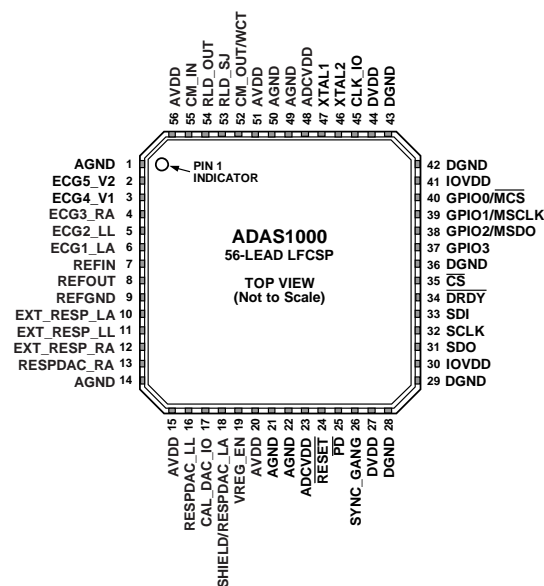 56 AVDD
55 CM_IN
54 RLD_OUT
53 RLD_SJ
52 CM_OUT/WCT
51 AVDD
50 AGND
49 AGND
48 ADCVDD
47 XTAL1
46 XTAL2
45 CLK_IO
44 DVDD
43 DGND
AGND 1
ECG5_V2 2
ECG4_V1 3
ECG3_RA 4
ECG2_LL 5
ECG1_LA 6
REFIN 7
REFOUT 8
REFGND 9
EXT_RESP_LA 10
EXT_RESP_LL 11
EXT_RESP_RA 12
RESPDAC_RA 13
AGND 14
PIN 1
INDICATOR
ADAS1000
56-LEAD LFCSP
TOP VIEW
(Not to Scale)
42 DGND
41 IOVDD
40 GPIO0/MCS
39 GPIO1/MSCLK
38 GPIO2/MSDO
37 GPIO3
36 DGND
35 CS
34 DRDY
33 SDI
32 SCLK
31 SDO
30 IOVDD
29 DGND
AVDD 15
RESPDAC_LL 16
CAL_DAC_IO 17
SHIELD/RESPDAC_LA 18
VREG_EN 19
AVDD 20
AGND 21
AGND 22
ADCVDD 23
RESET 24
PD 25
SYNC_GANG 26
DVDD 27
DGND 28